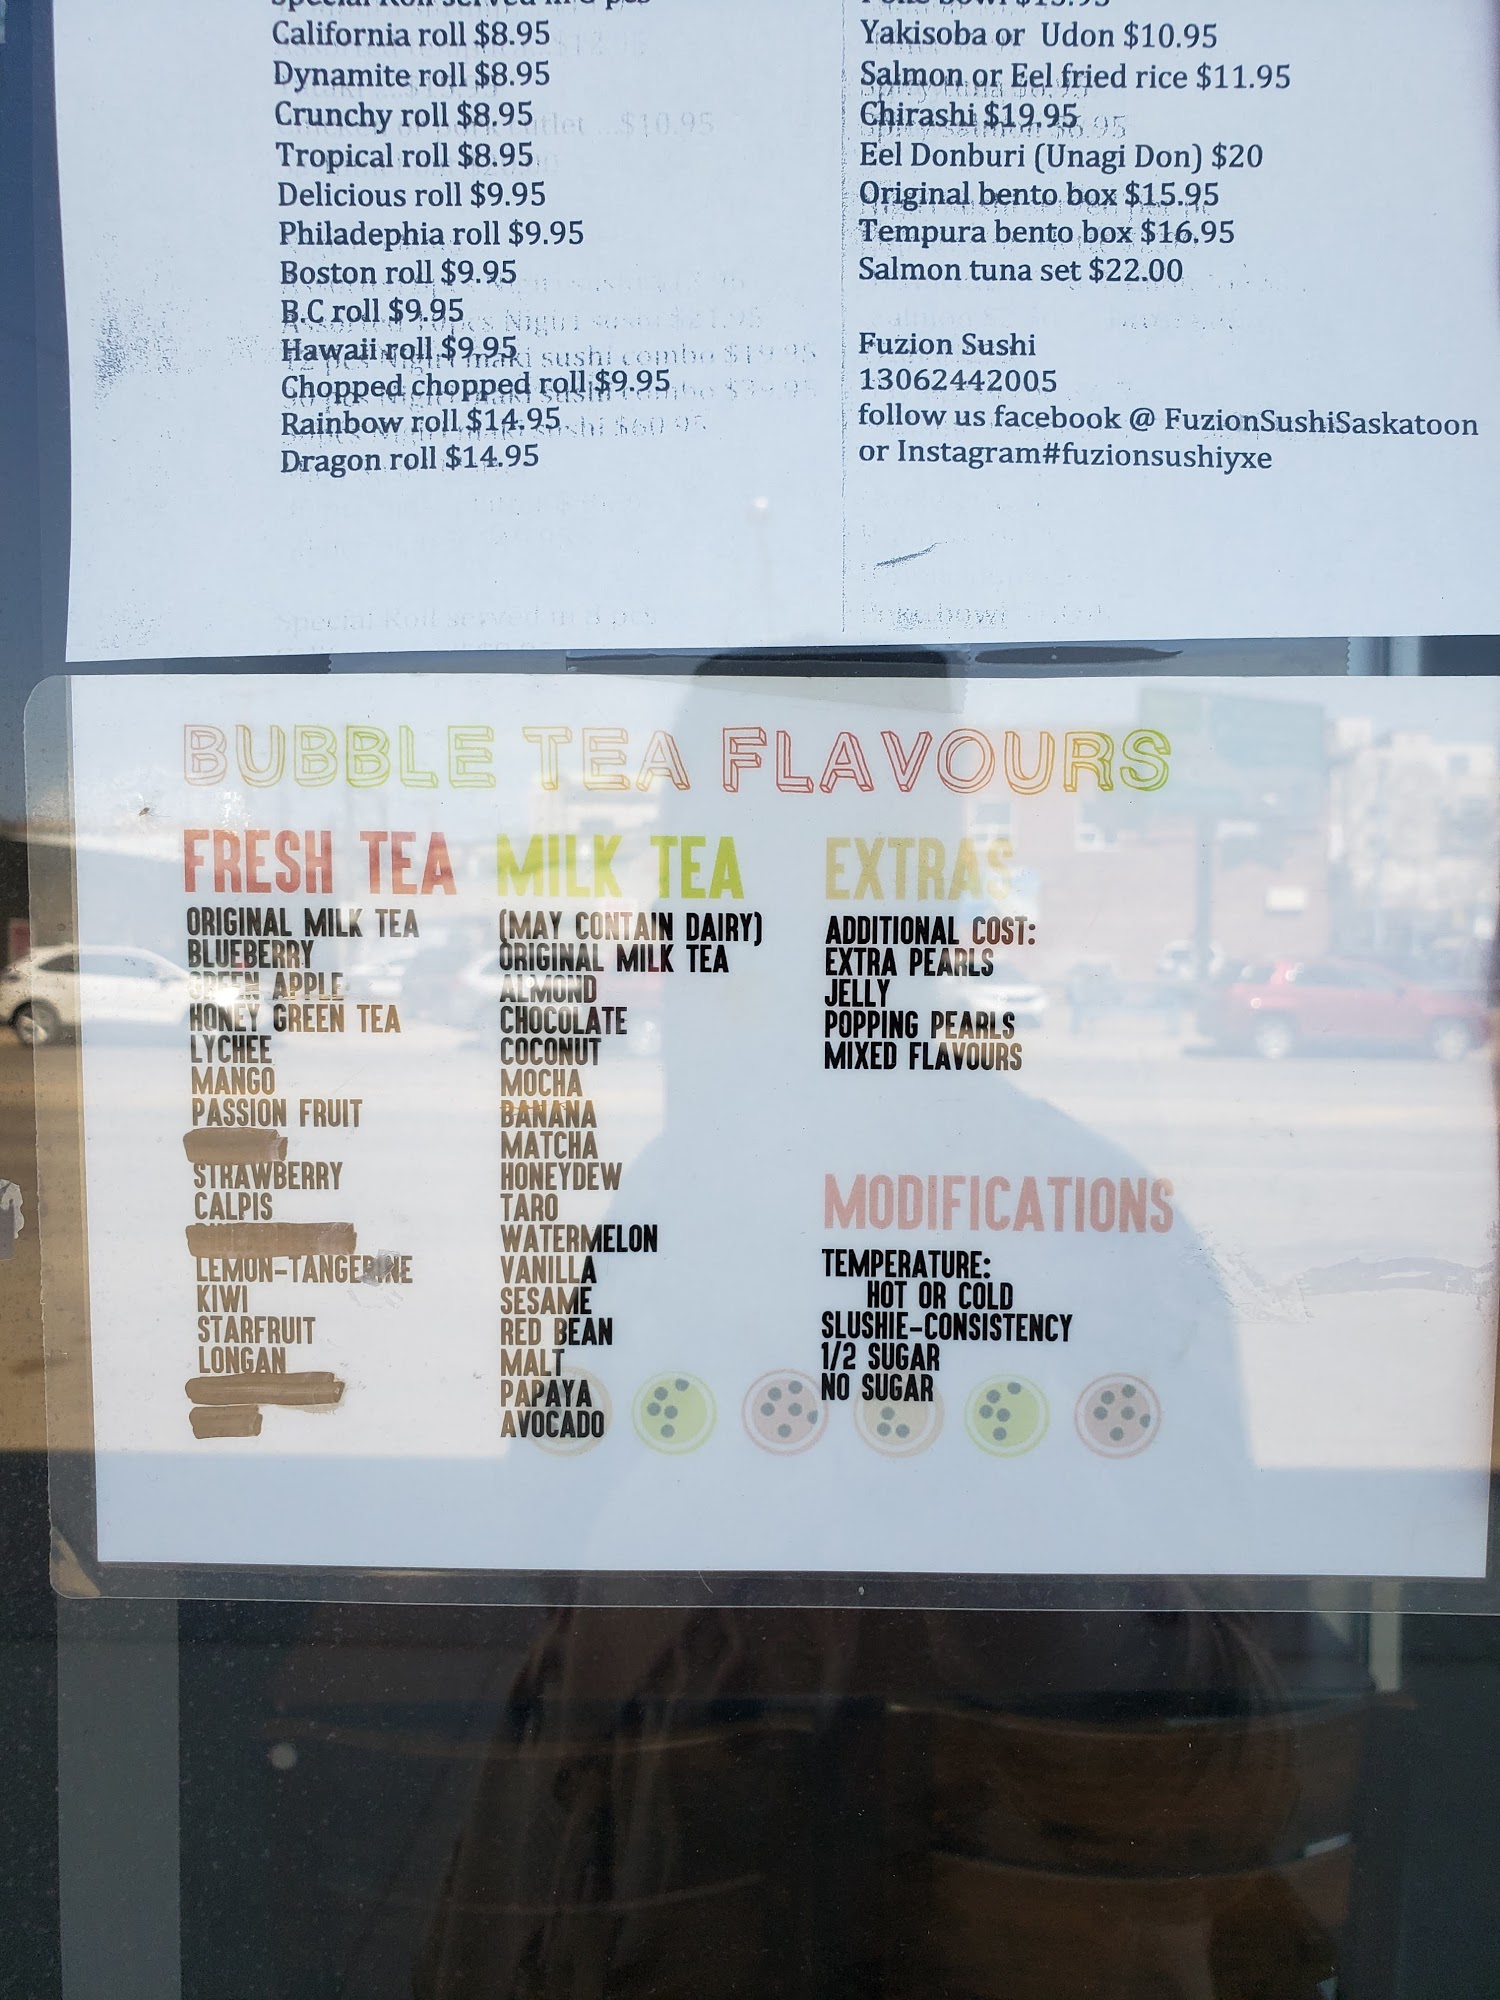 Special Roll served in 8 pcs
California roll $8.95
Dynamite roll $8.95
Crunchy roll $8.95
Tropical roll $8.95
Delicious roll $9.95
Philadephia roll $9.95
Boston roll $9.95
B.C roll $9.95
Hawaii roll $9.95
Chopped chopped roll $9.95
Rainbow roll $14.95
Dragon roll $14.95
Yakisoba or Udon $10.95
Salmon or Eel fried rice $11.95
Chirashi $19.95
Eel Donburi (Unagi Don) $20
Original bento box $15.95
Tempura bento box $16.95
Salmon tuna set $22.00
Fuzion Sushi
13062442005
follow us facebook @ FuzionSushiSaskatoon
or Instagram#fuzionsushiyxe
BUBBLE TEA FLAVOURS
FRESH TEA
ORIGINAL MILK TEA
BLUEBERRY
GREEN APPLE
HONEY GREEN TEA
LYCHEE
MANGO
PASSION FRUIT
STRAWBERRY
CALPIS
LEMON-TANGERINE
KIWI
STARFRUIT
LONGAN
MILK TEA
(MAY CONTAIN DAIRY)
ORIGINAL MILK TEA
ALMOND
CHOCOLATE
COCONUT
MOCHA
BANANA
MATCHA
HONEYDEW
TARO
WATERMELON
VANILLA
SESAME
RED BEAN
MALT
PAPAYA
AVOCADO
EXTRAS
ADDITIONAL COST:
EXTRA PEARLS
JELLY
POPPING PEARLS
MIXED FLAVOURS
MODIFICATIONS
TEMPERATURE:
HOT OR COLD
SLUSHIE-CONSISTENCY
1/2 SUGAR
NO SUGAR